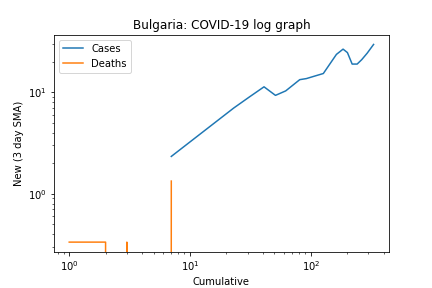 Bulgaria: COVID-19 log graph
Cases
Deaths
New (3 day SMA)
10¹
10⁰
10⁰
10¹
10²
Cumulative